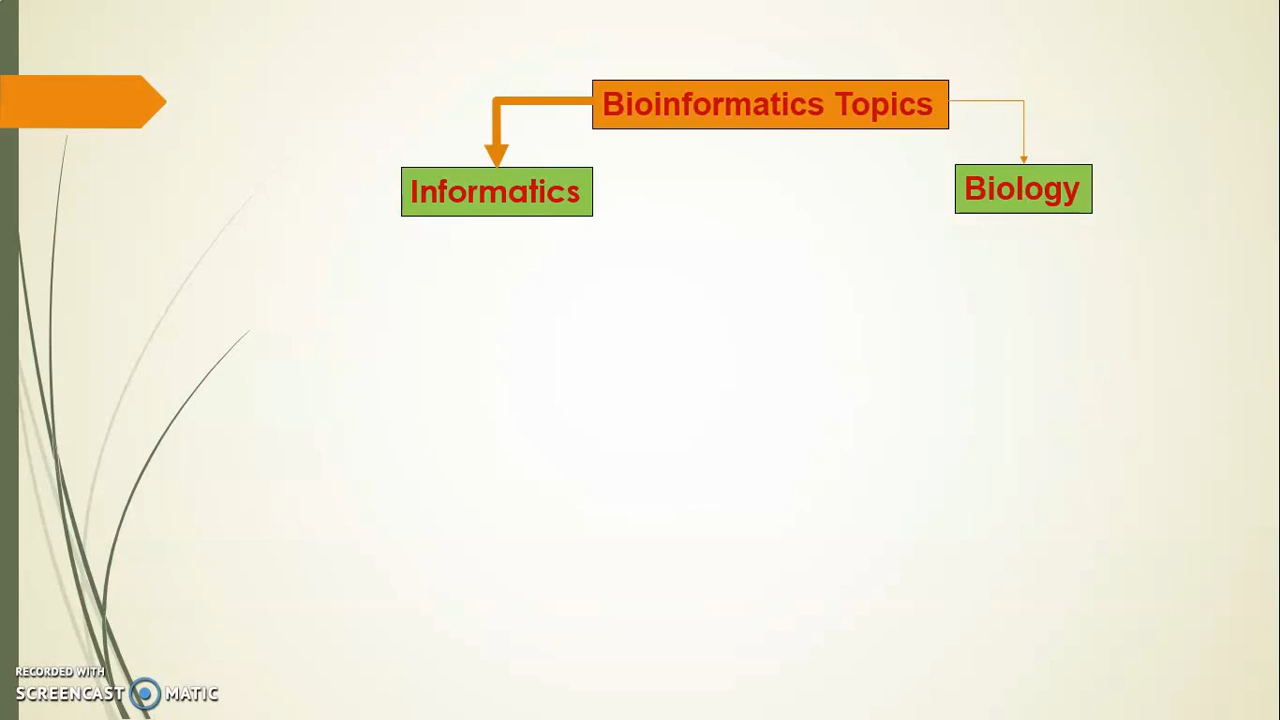 Bioinformatics Topics
Informatics
Biology
RECORDED WITH
SCREENCAST MATIC